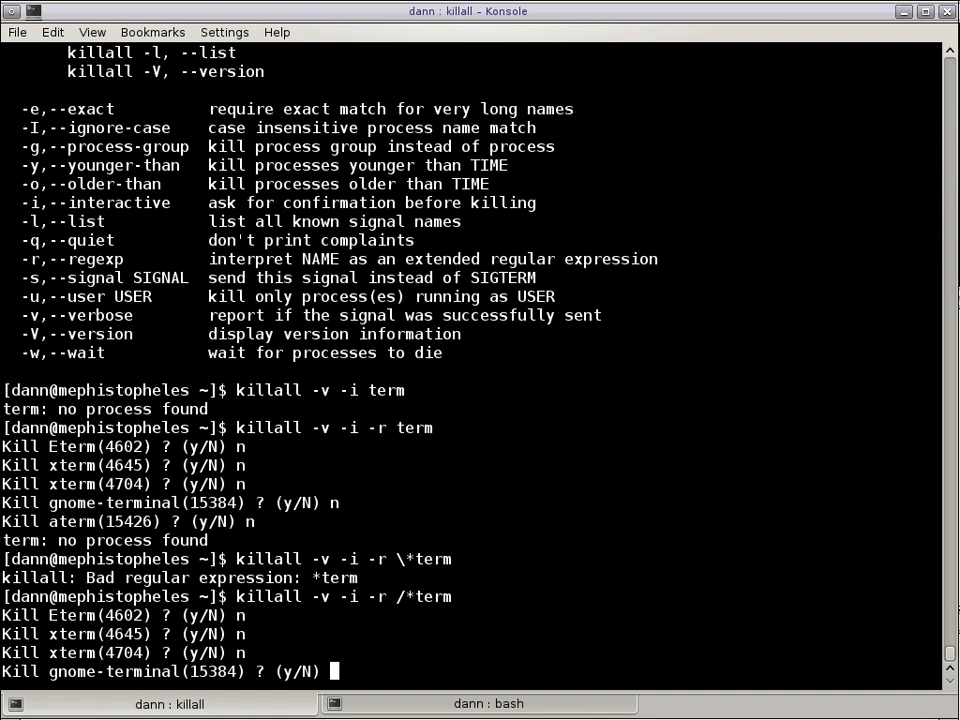 dann : killall - Konsole
File Edit View Bookmarks Settings Help
killall -l, --list
killall -V, --version
-e,--exact require exact match for very long names
-I,--ignore-case case insensitive process name match
-g,--process-group kill process group instead of process
-y,--younger-than kill processes younger than TIME
-o,--older-than kill processes older than TIME
-i,--interactive ask for confirmation before killing
-l,--list list all known signal names
-q,--quiet don't print complaints
-r,--regexp interpret NAME as an extended regular expression
-s,--signal SIGNAL send this signal instead of SIGTERM
-u,--user USER kill only process(es) running as USER
-v,--verbose report if the signal was successfully sent
-V,--version display version information
-w,--wait wait for processes to die
[dann@mephistopheles ~]$ killall -v -i term
term: no process found
[dann@mephistopheles ~]$ killall -v -i -r term
Kill Eterm(4602) ? (y/N) n
Kill xterm(4645) ? (y/N) n
Kill xterm(4704) ? (y/N) n
Kill gnome-terminal(15384) ? (y/N) n
Kill aterm(15426) ? (y/N) n
term: no process found
[dann@mephistopheles ~]$ killall -v -i -r \*term
killall: Bad regular expression: *term
[dann@mephistopheles ~]$ killall -v -i -r /*term
Kill Eterm(4602) ? (y/N) n
Kill xterm(4645) ? (y/N) n
Kill xterm(4704) ? (y/N) n
Kill gnome-terminal(15384) ? (y/N)
dann : killall dann : bash